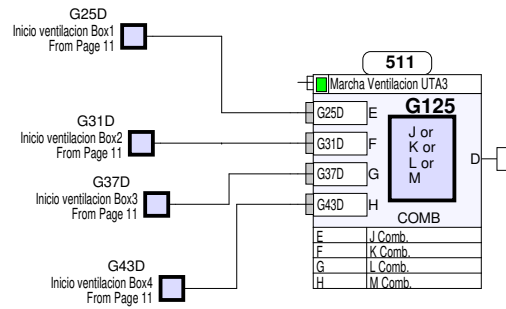 G25D
Inicio ventilacion Box1
From Page 11
G31D
Inicio ventilacion Box2
From Page 11
G37D
Inicio ventilacion Box3
From Page 11
G43D
Inicio ventilacion Box4
From Page 11
511
Marcha Ventilacion UTA3
G125
G25D E
G31D F
G37D G
G43D H
J or
K or
L or
M
D
COMB
E J Comb.
F K Comb.
G L Comb.
H M Comb.